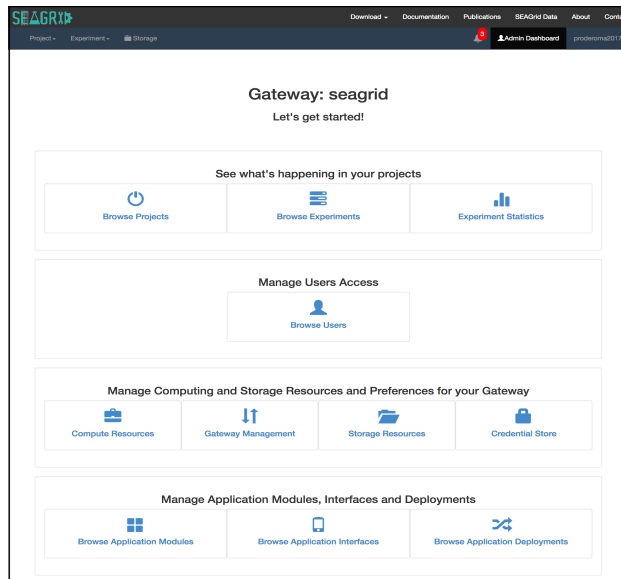 SEAGRID
Download Documentation Publications SEAGrid Data About
Project Experiment Storage 3 Admin Dashboard proderoma2017
Gateway: seagrid
Let's get started!
See what's happening in your projects
Browse Projects Browse Experiments Experiment Statistics
Manage Users Access
Browse Users
Manage Computing and Storage Resources and Preferences for your Gateway
Compute Resources Gateway Management Storage Resources Credential Store
Manage Application Modules, Interfaces and Deployments
Browse Application Modules Browse Application Interfaces Browse Application Deployments